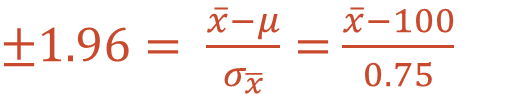 ±1.96 = (x̅−μ)/σ_x̅ = (x̅−100)/0.75